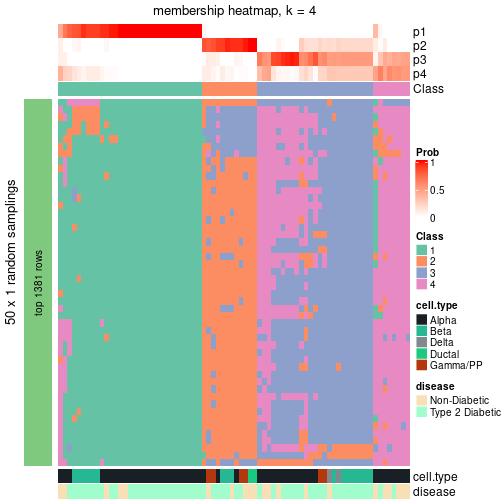 membership heatmap, k = 4
p1
p2
p3
p4
Class
50 x 1 random samplings
top 1381 rows
Prob
1
0.5
0
Class
1
2
3
4
cell.type
Alpha
Beta
Delta
Ductal
Gamma/PP
disease
Non-Diabetic
Type 2 Diabetic
cell.type
disease